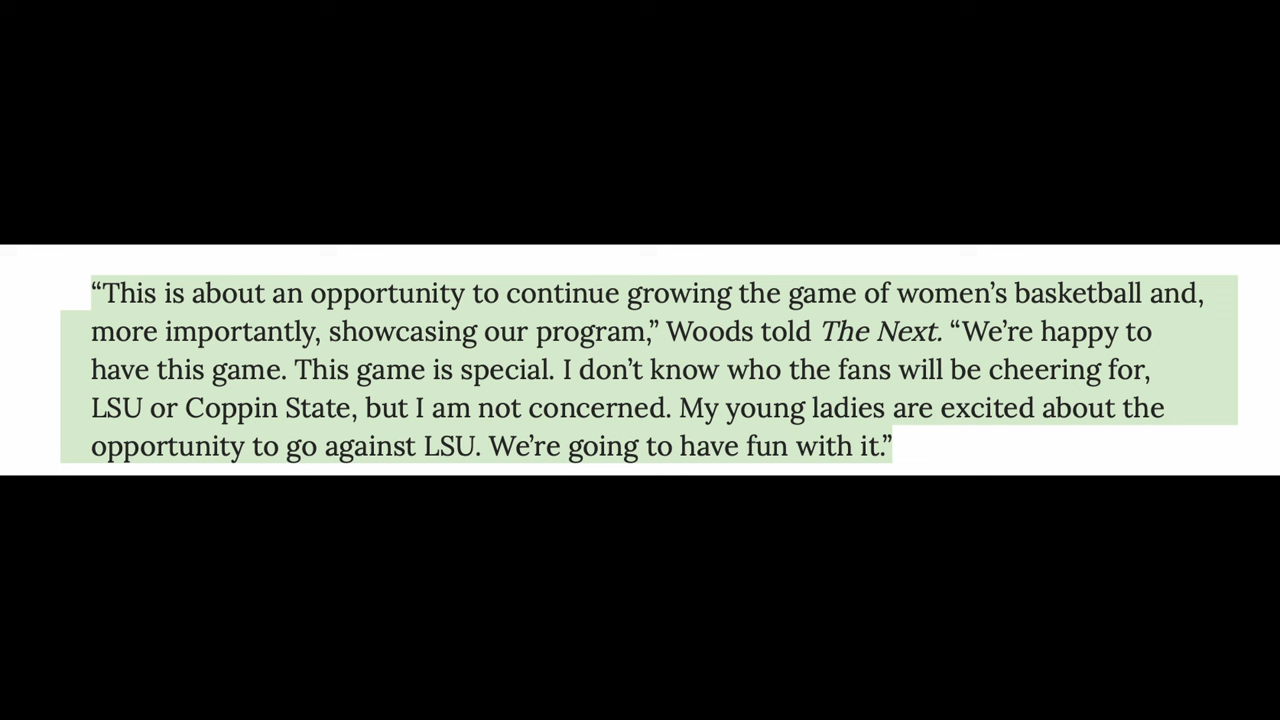 “This is about an opportunity to continue growing the game of women’s basketball and,
more importantly, showcasing our program,” Woods told The Next. “We’re happy to
have this game. This game is special. I don’t know who the fans will be cheering for,
LSU or Coppin State, but I am not concerned. My young ladies are excited about the
opportunity to go against LSU. We’re going to have fun with it.”